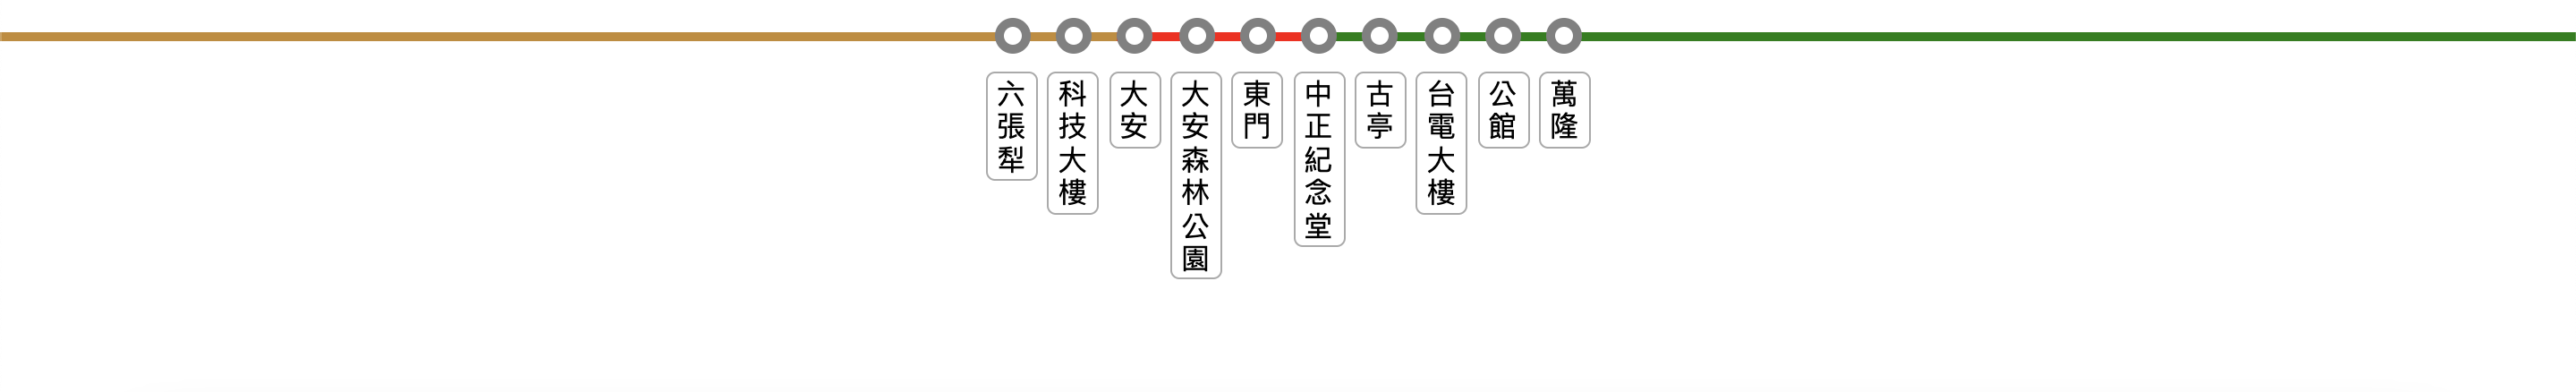 六張犁
科技大樓
大安
大安森林公園
東門
中正紀念堂
古亭
台電大樓
公館
萬隆